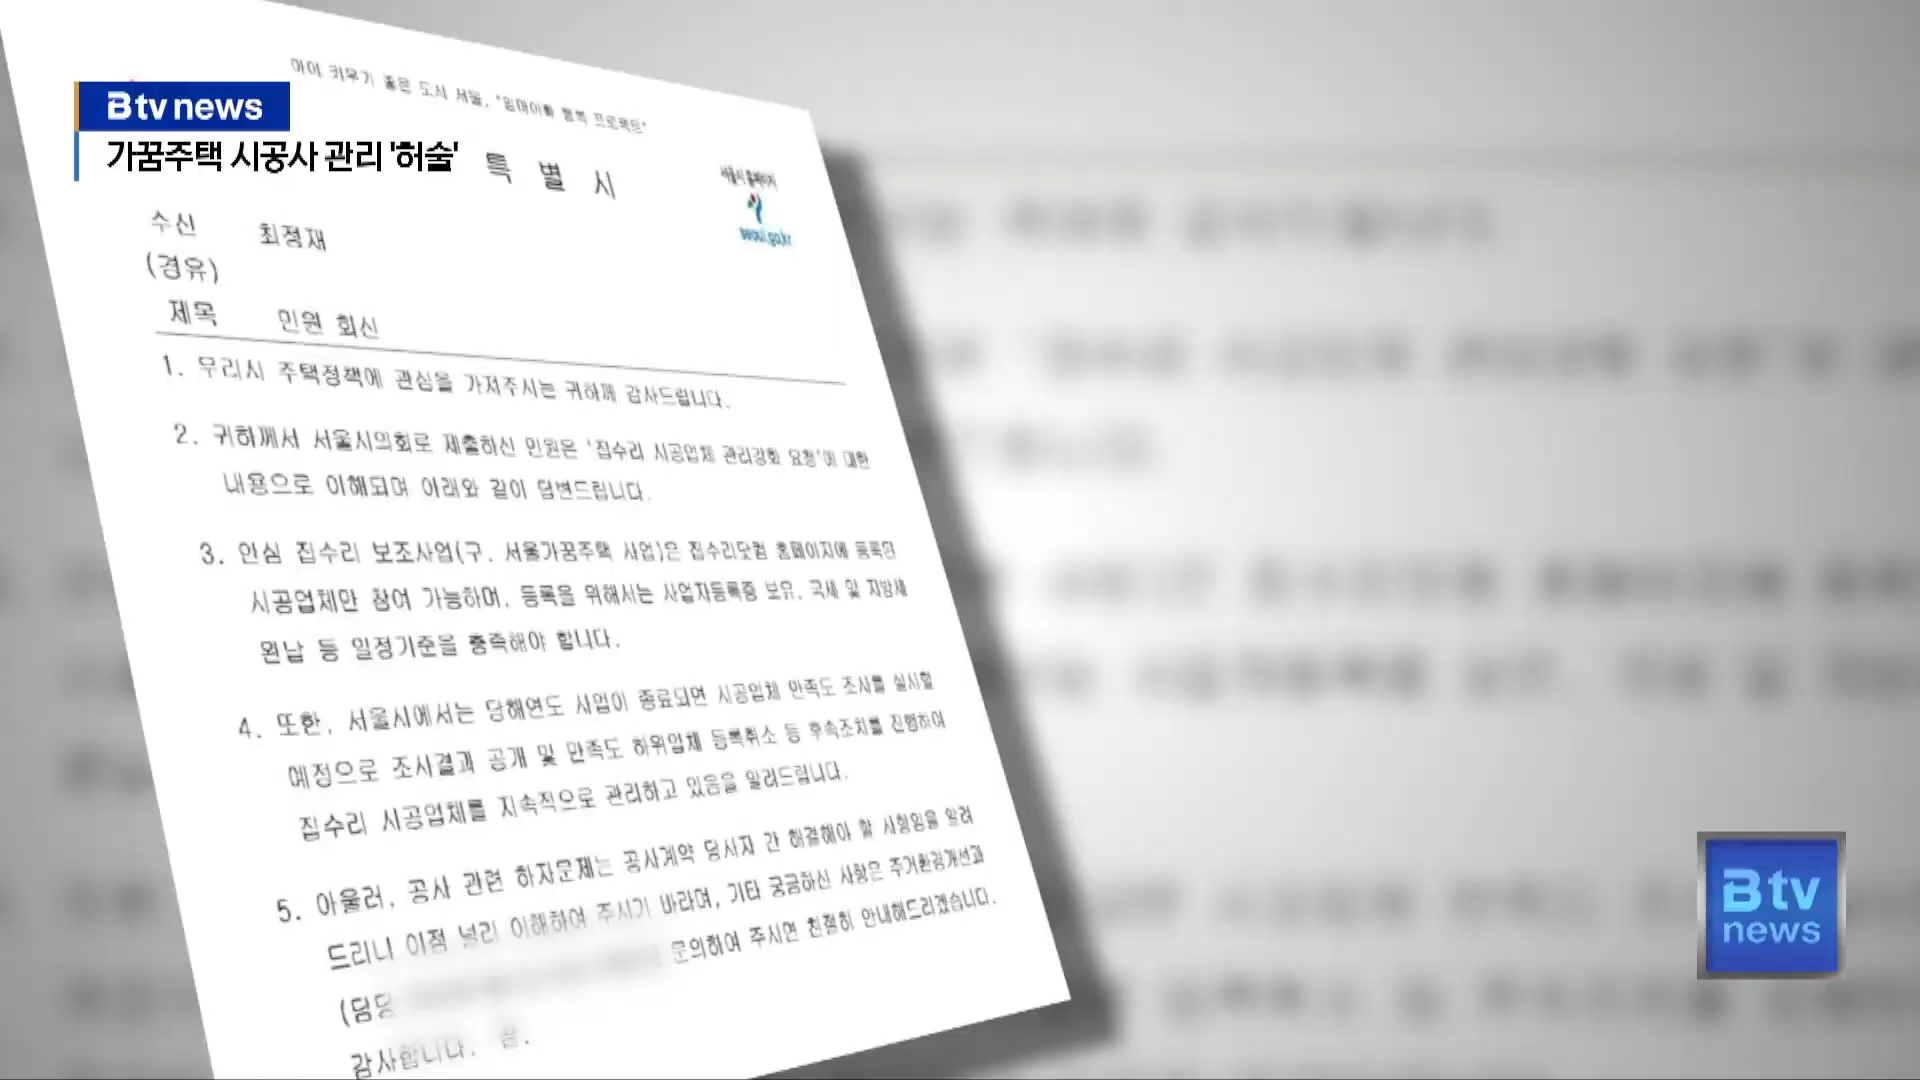 아이 키우기 좋은 도시 서울, "엄마아빠 행복 프로젝트"
B tv news
가꿈주택 시공사 관리 '허술'
특 별 시
서울시 홈페이지
seoul.go.kr
수신 최정재
(경유)
제목 민원 회신
1. 우리시 주택정책에 관심을 가져주시는 귀하께 감사드립니다.
2. 귀하께서 서울시의회로 제출하신 민원은 '집수리 시공업체 관리강화 요청'에 대한
내용으로 이해되며 아래와 같이 답변드립니다.
3. 안심 집수리 보조사업(구. 서울가꿈주택 사업)은 집수리닷컴 홈페이지에 등록된
시공업체만 참여 가능하며, 등록을 위해서는 사업자등록증 보유, 국세 및 지방세
완납 등 일정기준을 충족해야 합니다.
4. 또한, 서울시에서는 당해연도 사업이 종료되면 시공업체 만족도 조사를 실시할
예정으로 조사결과 공개 및 만족도 하위업체 등록취소 등 후속조치를 진행하여
집수리 시공업체를 지속적으로 관리하고 있음을 알려드립니다.
5. 아울러, 공사 관련 하자문제는 공사계약 당사자 간 해결해야 할 사항임을 알려
드리니 이점 널리 이해하여 주시기 바라며, 기타 궁금하신 사항은 주거환경개선과
(담당 문의하여 주시면 친절히 안내해드리겠습니다.
감사합니다. 끝.
B tv
news